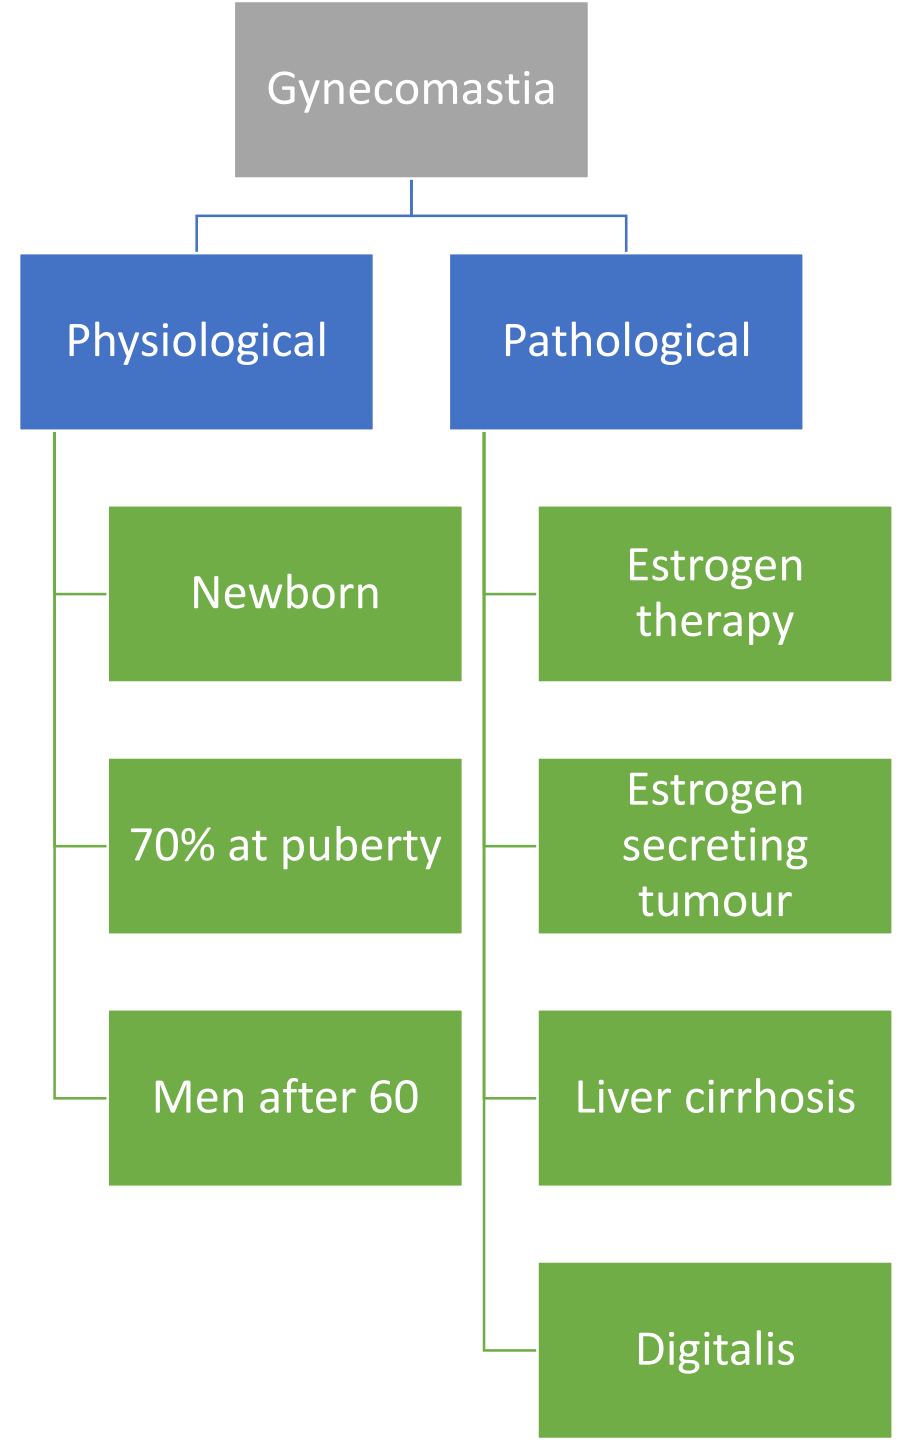 Gynecomastia
Physiological
Pathological
Newborn
70% at puberty
Men after 60
Estrogen
therapy
Estrogen
secreting
tumour
Liver cirrhosis
Digitalis